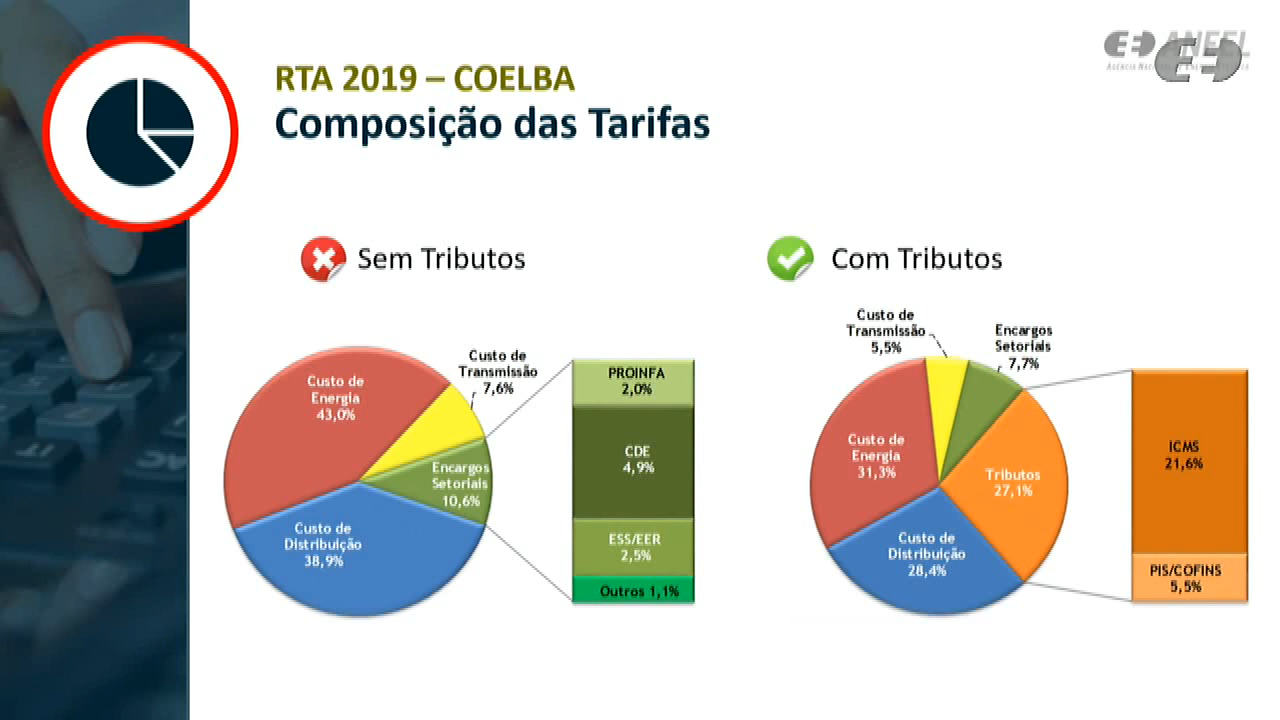 RTA 2019 – COELBA
Composição das Tarifas
ANEEL
Sem Tributos
Custo de
Energia
43,0%
Custo de
Transmissão
7,6%
Encargos
Setoriais
10,6%
Custo de
Distribuição
38,9%
PROINFA
2,0%
CDE
4,9%
ESS/EER
2,5%
Outros 1,1%
Com Tributos
Custo de
Transmissão
5,5%
Encargos
Setoriais
7,7%
Custo de
Energia
31,3%
Tributos
27,1%
Custo de
Distribuição
28,4%
ICMS
21,6%
PIS/COFINS
5,5%